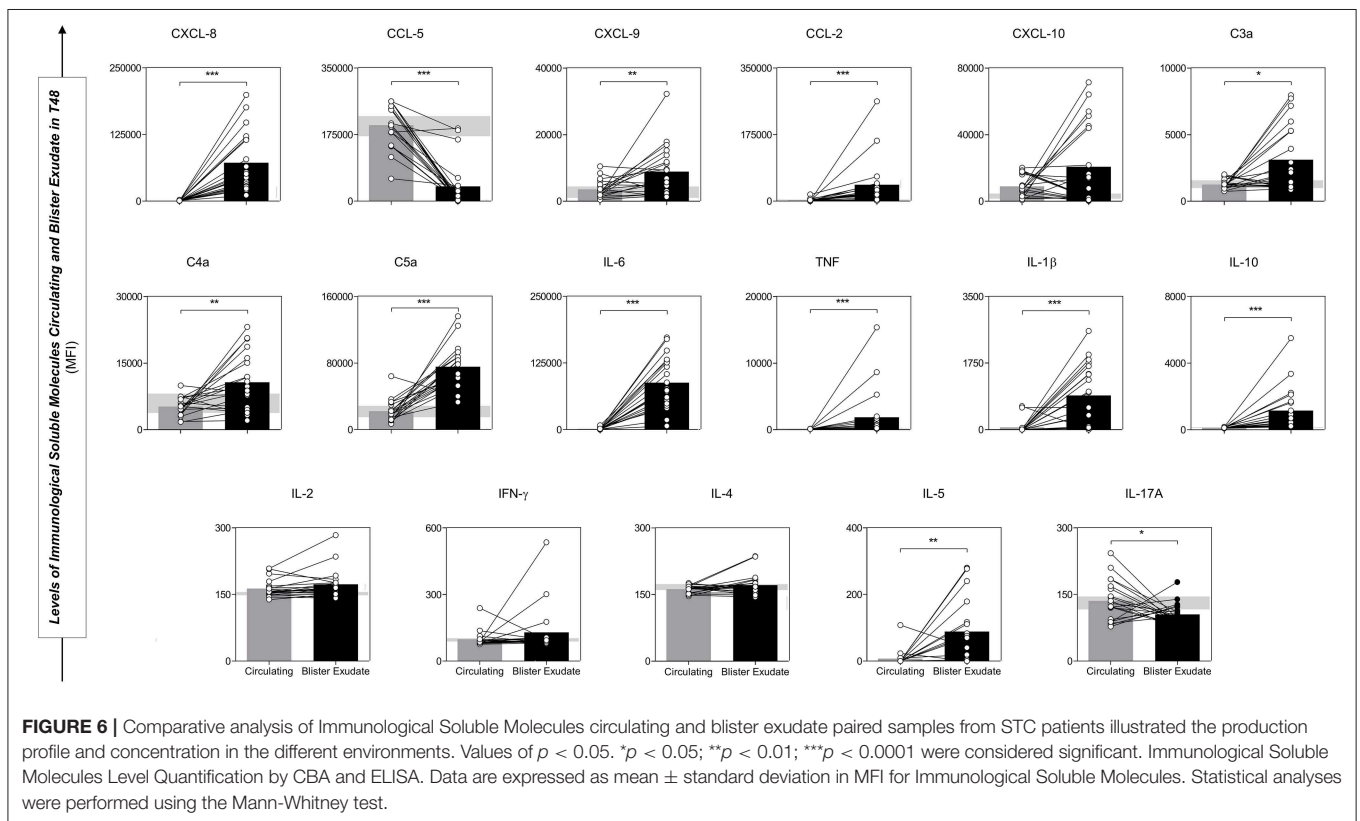 Levels of Immunological Soluble Molecules Circulating and Blister Exudate in T48
(MFI)
CXCL-8 CCL-5 CXCL-9 CCL-2 CXCL-10 C3a
250000 350000 40000 350000 80000 10000
*** *** ** *** *
125000 175000 20000 175000 40000 5000
0 0 0 0 0 0
C4a C5a IL-6 TNF IL-1β IL-10
30000 160000 250000 20000 3500 8000
** *** *** *** *** ***
15000 80000 125000 10000 1750 4000
0 0 0 0 0 0
IL-2 IFN-γ IL-4 IL-5 IL-17A
300 600 300 400 300
** *
150 300 150 200 150
0 0 0 0 0
Circulating Blister Exudate Circulating Blister Exudate Circulating Blister Exudate Circulating Blister Exudate Circulating Blister Exudate
FIGURE 6 | Comparative analysis of Immunological Soluble Molecules circulating and blister exudate paired samples from STC patients illustrated the production
profile and concentration in the different environments. Values of p < 0.05. *p < 0.05; **p < 0.01; ***p < 0.0001 were considered significant. Immunological Soluble
Molecules Level Quantification by CBA and ELISA. Data are expressed as mean ± standard deviation in MFI for Immunological Soluble Molecules. Statistical analyses
were performed using the Mann-Whitney test.